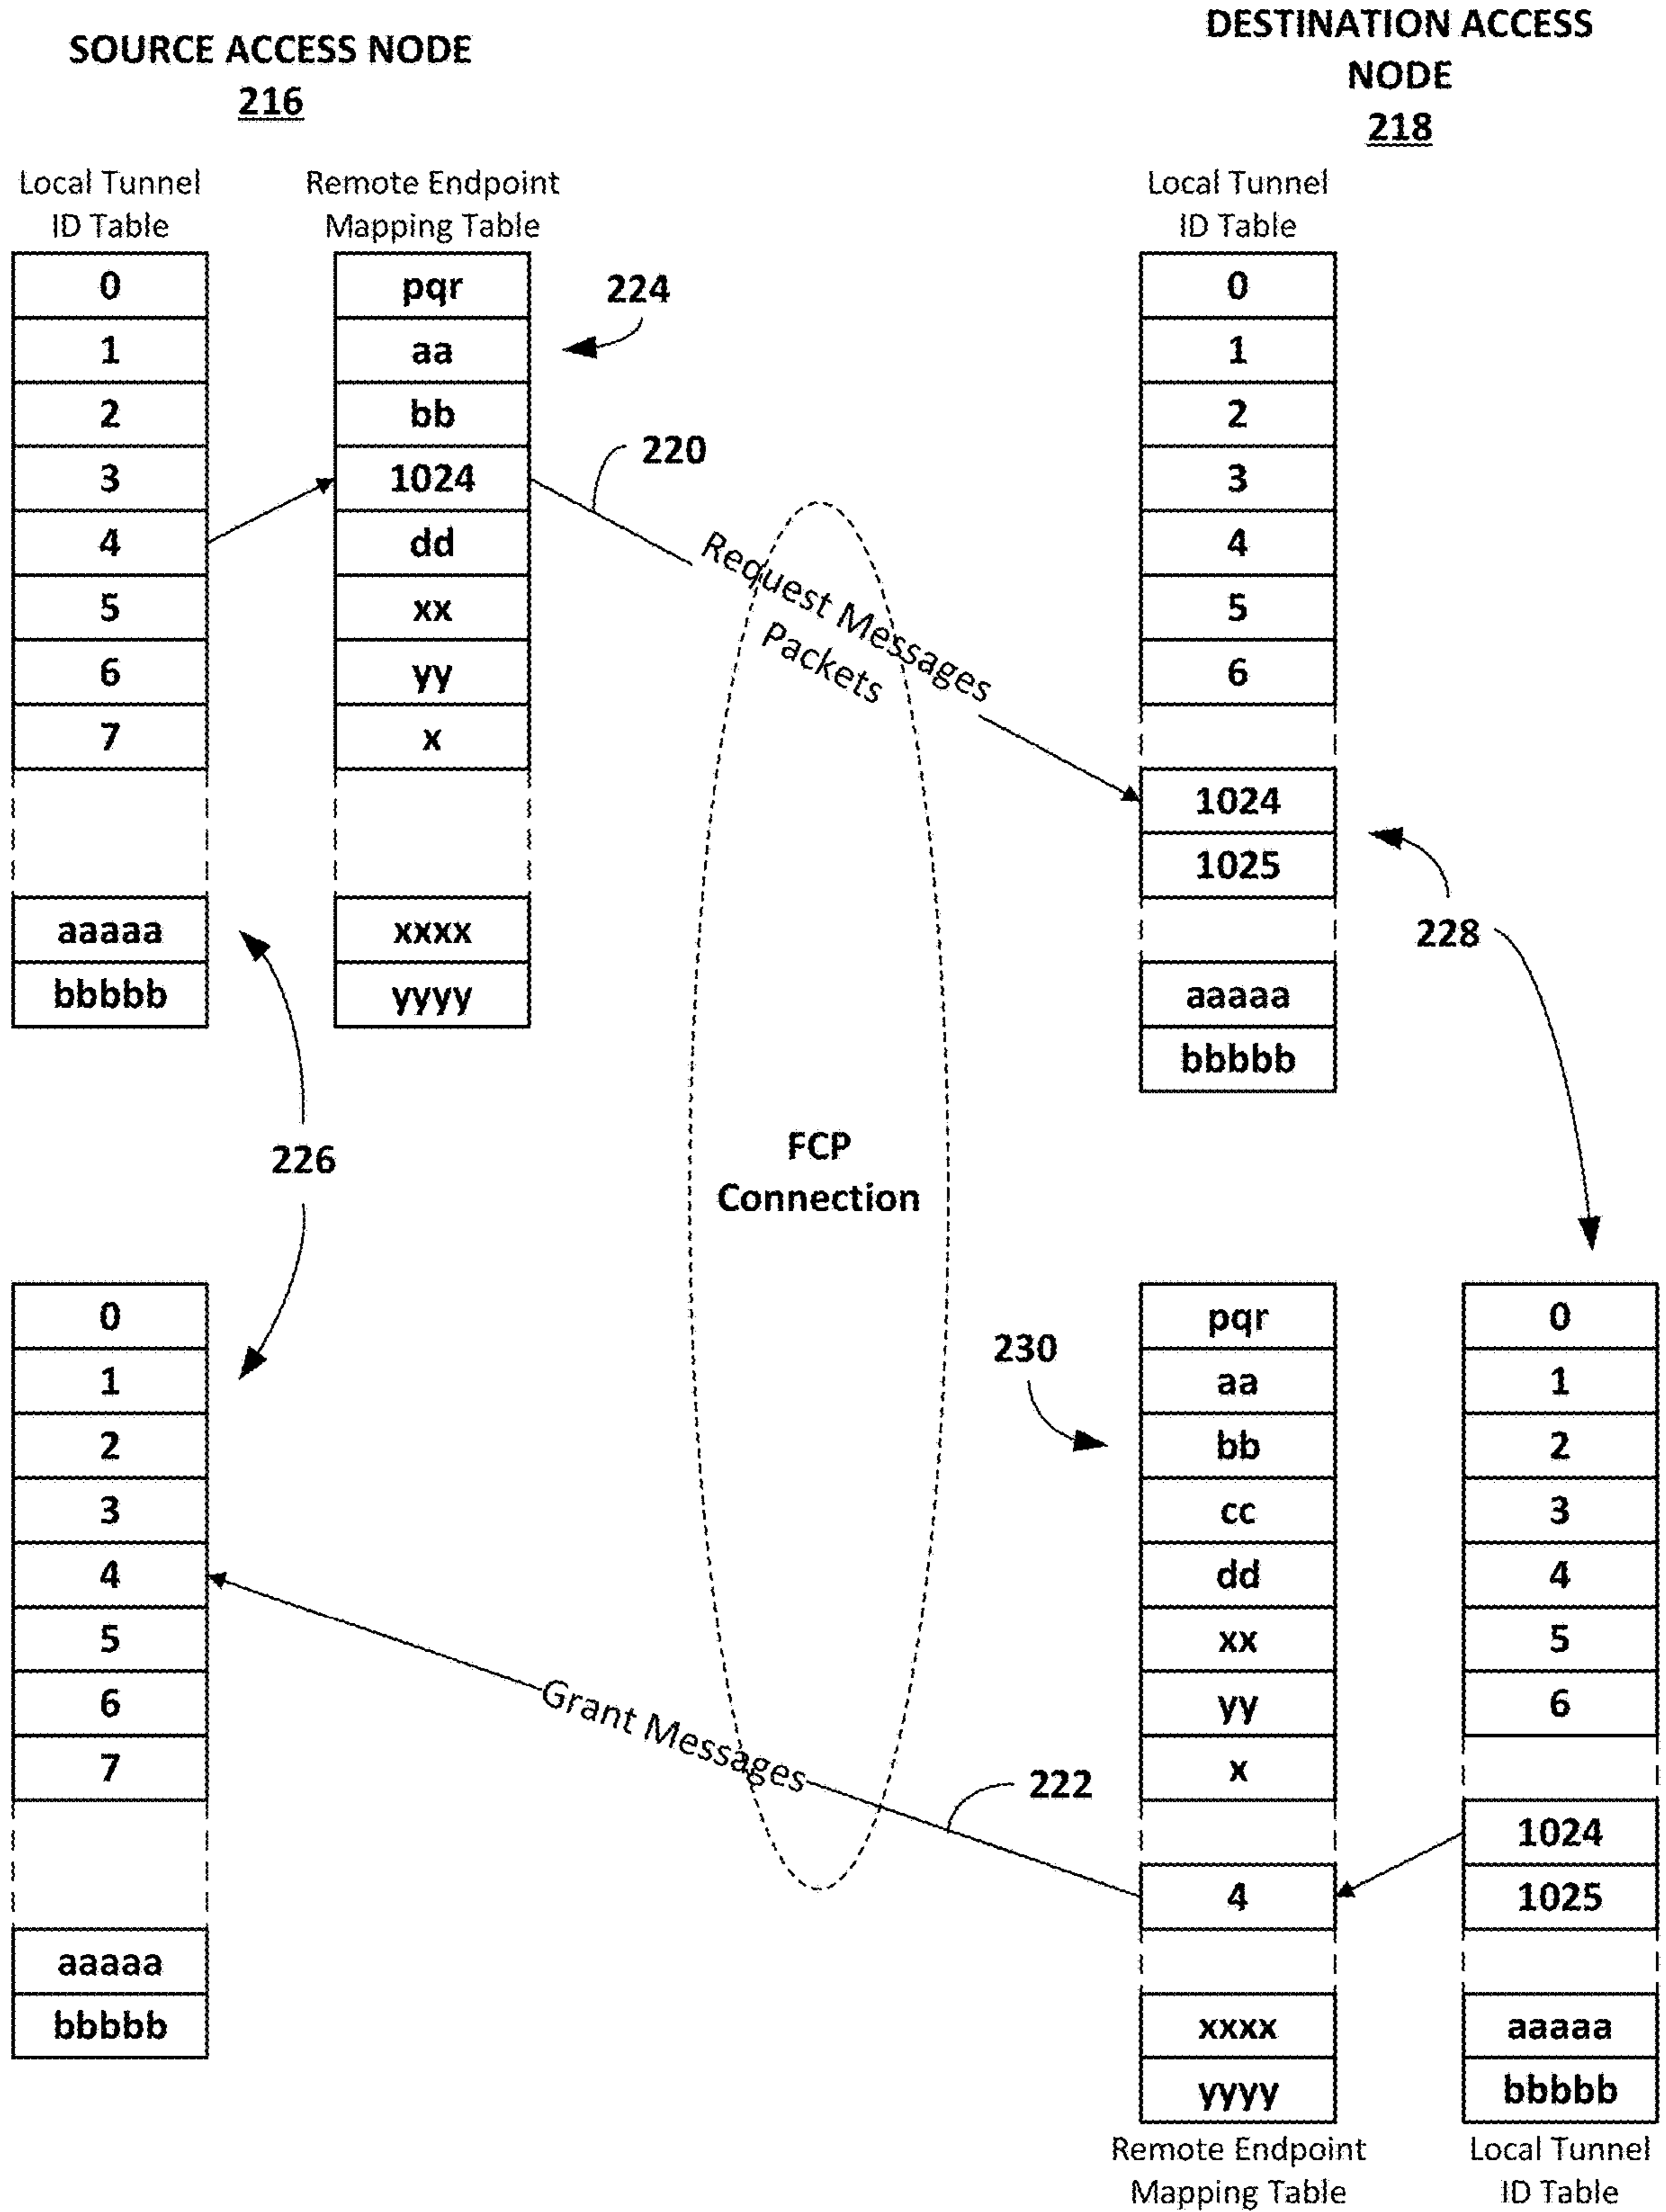 SOURCE ACCESS NODE
216
DESTINATION ACCESS
NODE
218
Local Tunnel
ID Table
Remote Endpoint
Mapping Table
Local Tunnel
ID Table
0
1
2
3
4
5
6
7
aaaaa
bbbbb
pqr
aa
bb
1024
dd
xx
yy
x
xxxx
yyyy
224
220
Request Messages
Packets
0
1
2
3
4
5
6
1024
1025
aaaaa
bbbbb
228
226
FCP
Connection
0
1
2
3
4
5
6
7
aaaaa
bbbbb
Grant Messages
222
230
pqr
aa
bb
cc
dd
xx
yy
x
4
xxxx
yyyy
0
1
2
3
4
5
6
1024
1025
aaaaa
bbbbb
Remote Endpoint
Mapping Table
Local Tunnel
ID Table